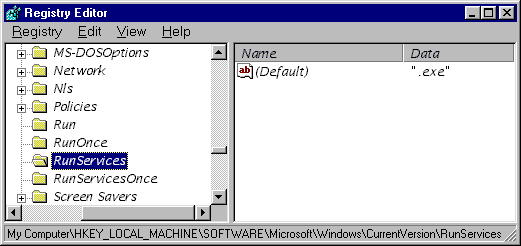 Registry Editor
Registry Edit View Help
MS-DOSOptions
Network
Nls
Policies
Run
RunOnce
RunServices
RunServicesOnce
Screen Savers
Name Data
ab (Default) ".exe"
My Computer\HKEY_LOCAL_MACHINE\SOFTWARE\Microsoft\Windows\CurrentVersion\RunServices